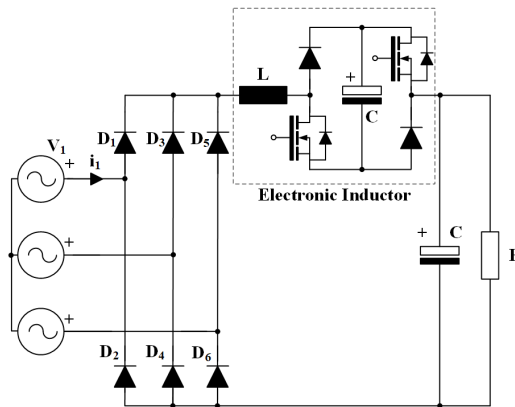 L
+
C
D1
D3
D5
V1
+
i1
Electronic Inductor
+
+
C
+
D2
D4
D6